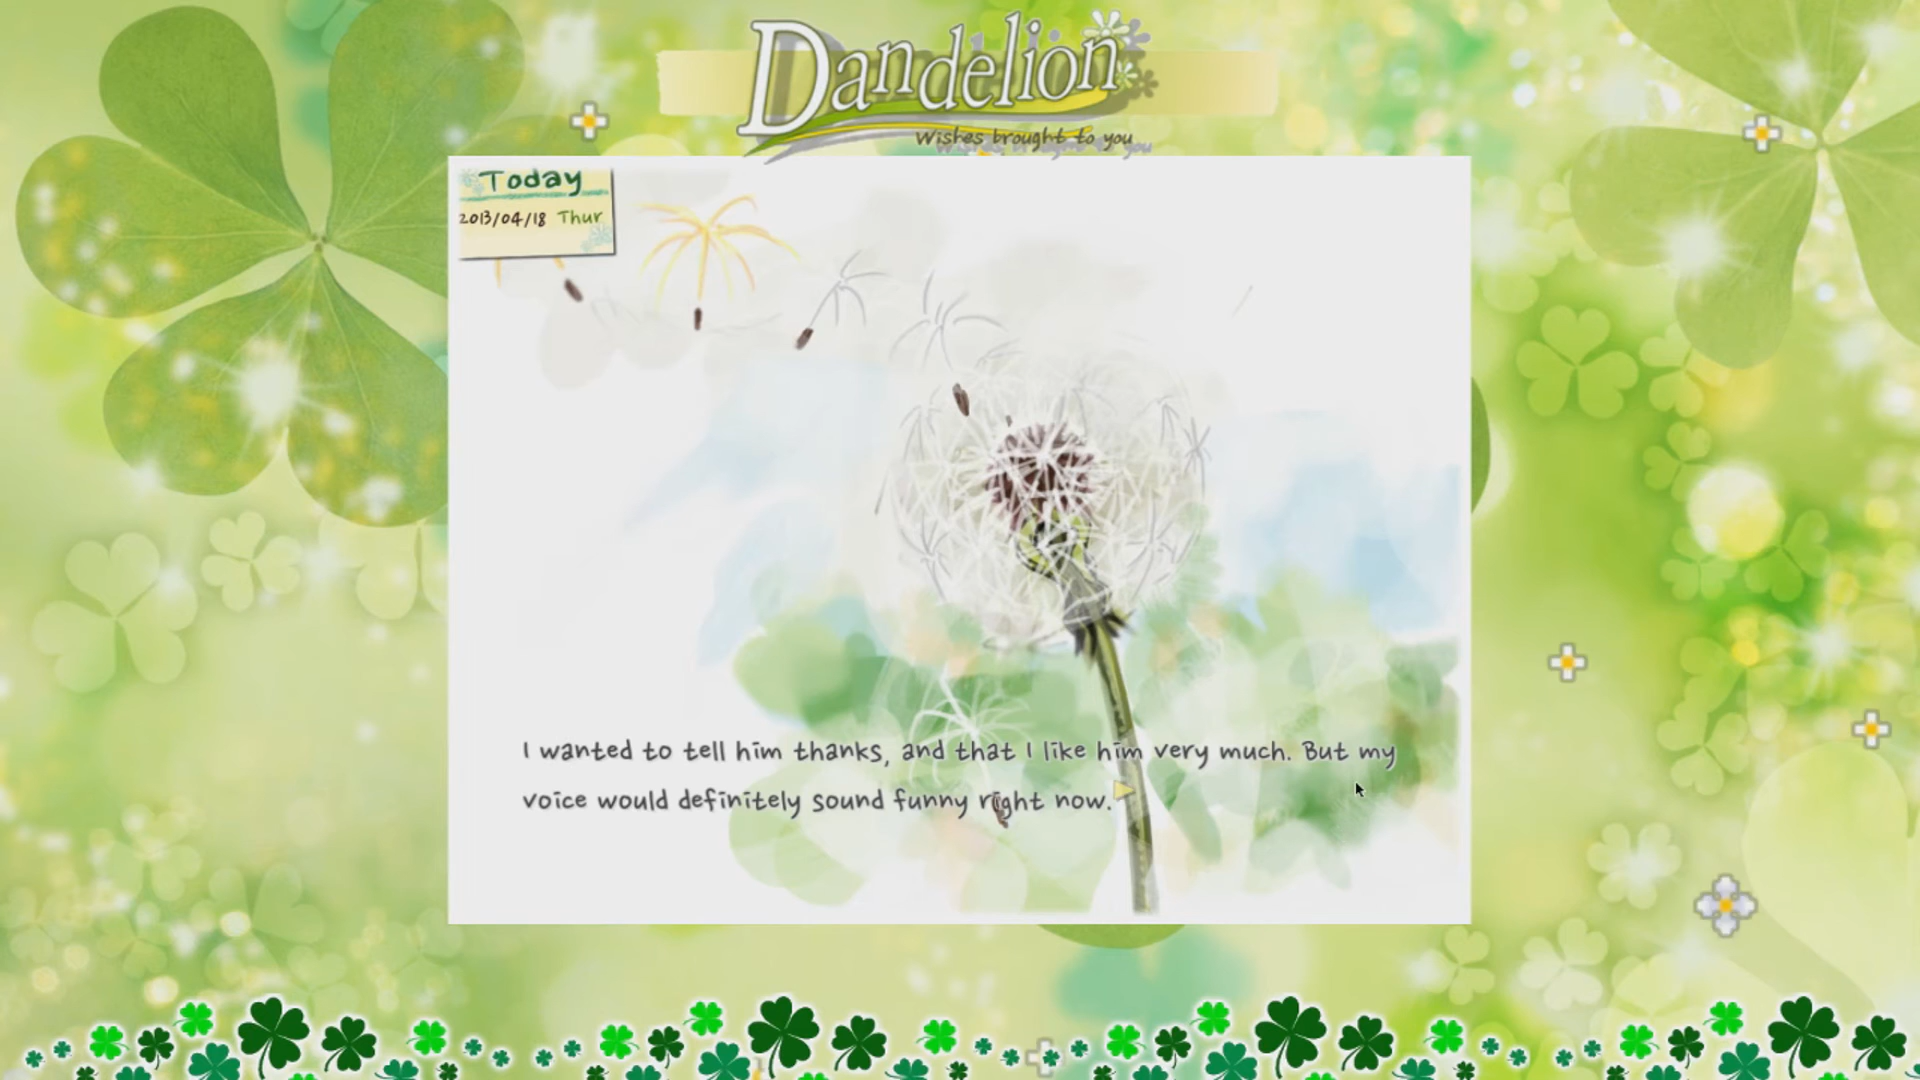 Dandelion
Wishes brought to you
Today
2013/04/18 Thur
I wanted to tell him thanks, and that I like him very much. But my
voice would definitely sound funny right now.